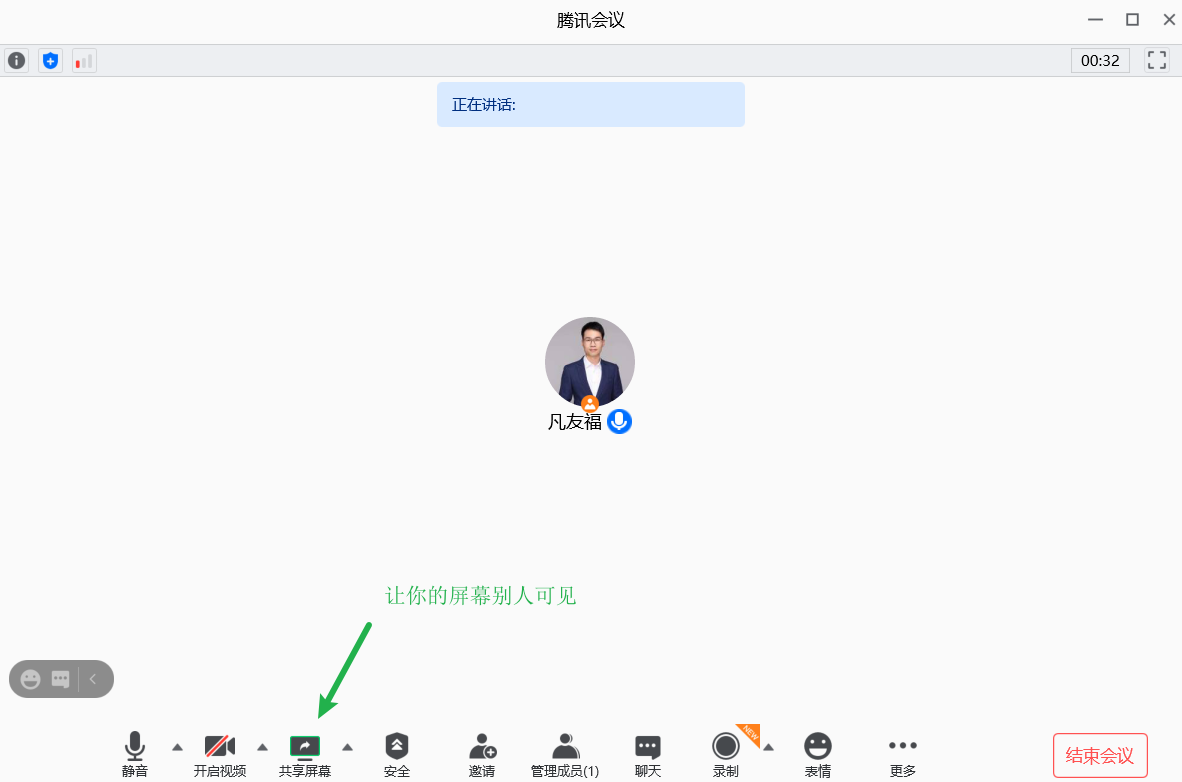 腾讯会议
00:32
正在讲话:
凡友福
让你的屏幕别人可见
NEW
静音 开启视频 共享屏幕 安全 邀请 管理成员(1) 聊天 录制 表情 更多 结束会议